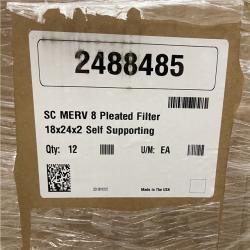 2488485
SC MERV 8 Pleated Filter
18x24x2 Self Supporting
Qty: 12 U/M: EA
Made in The USA